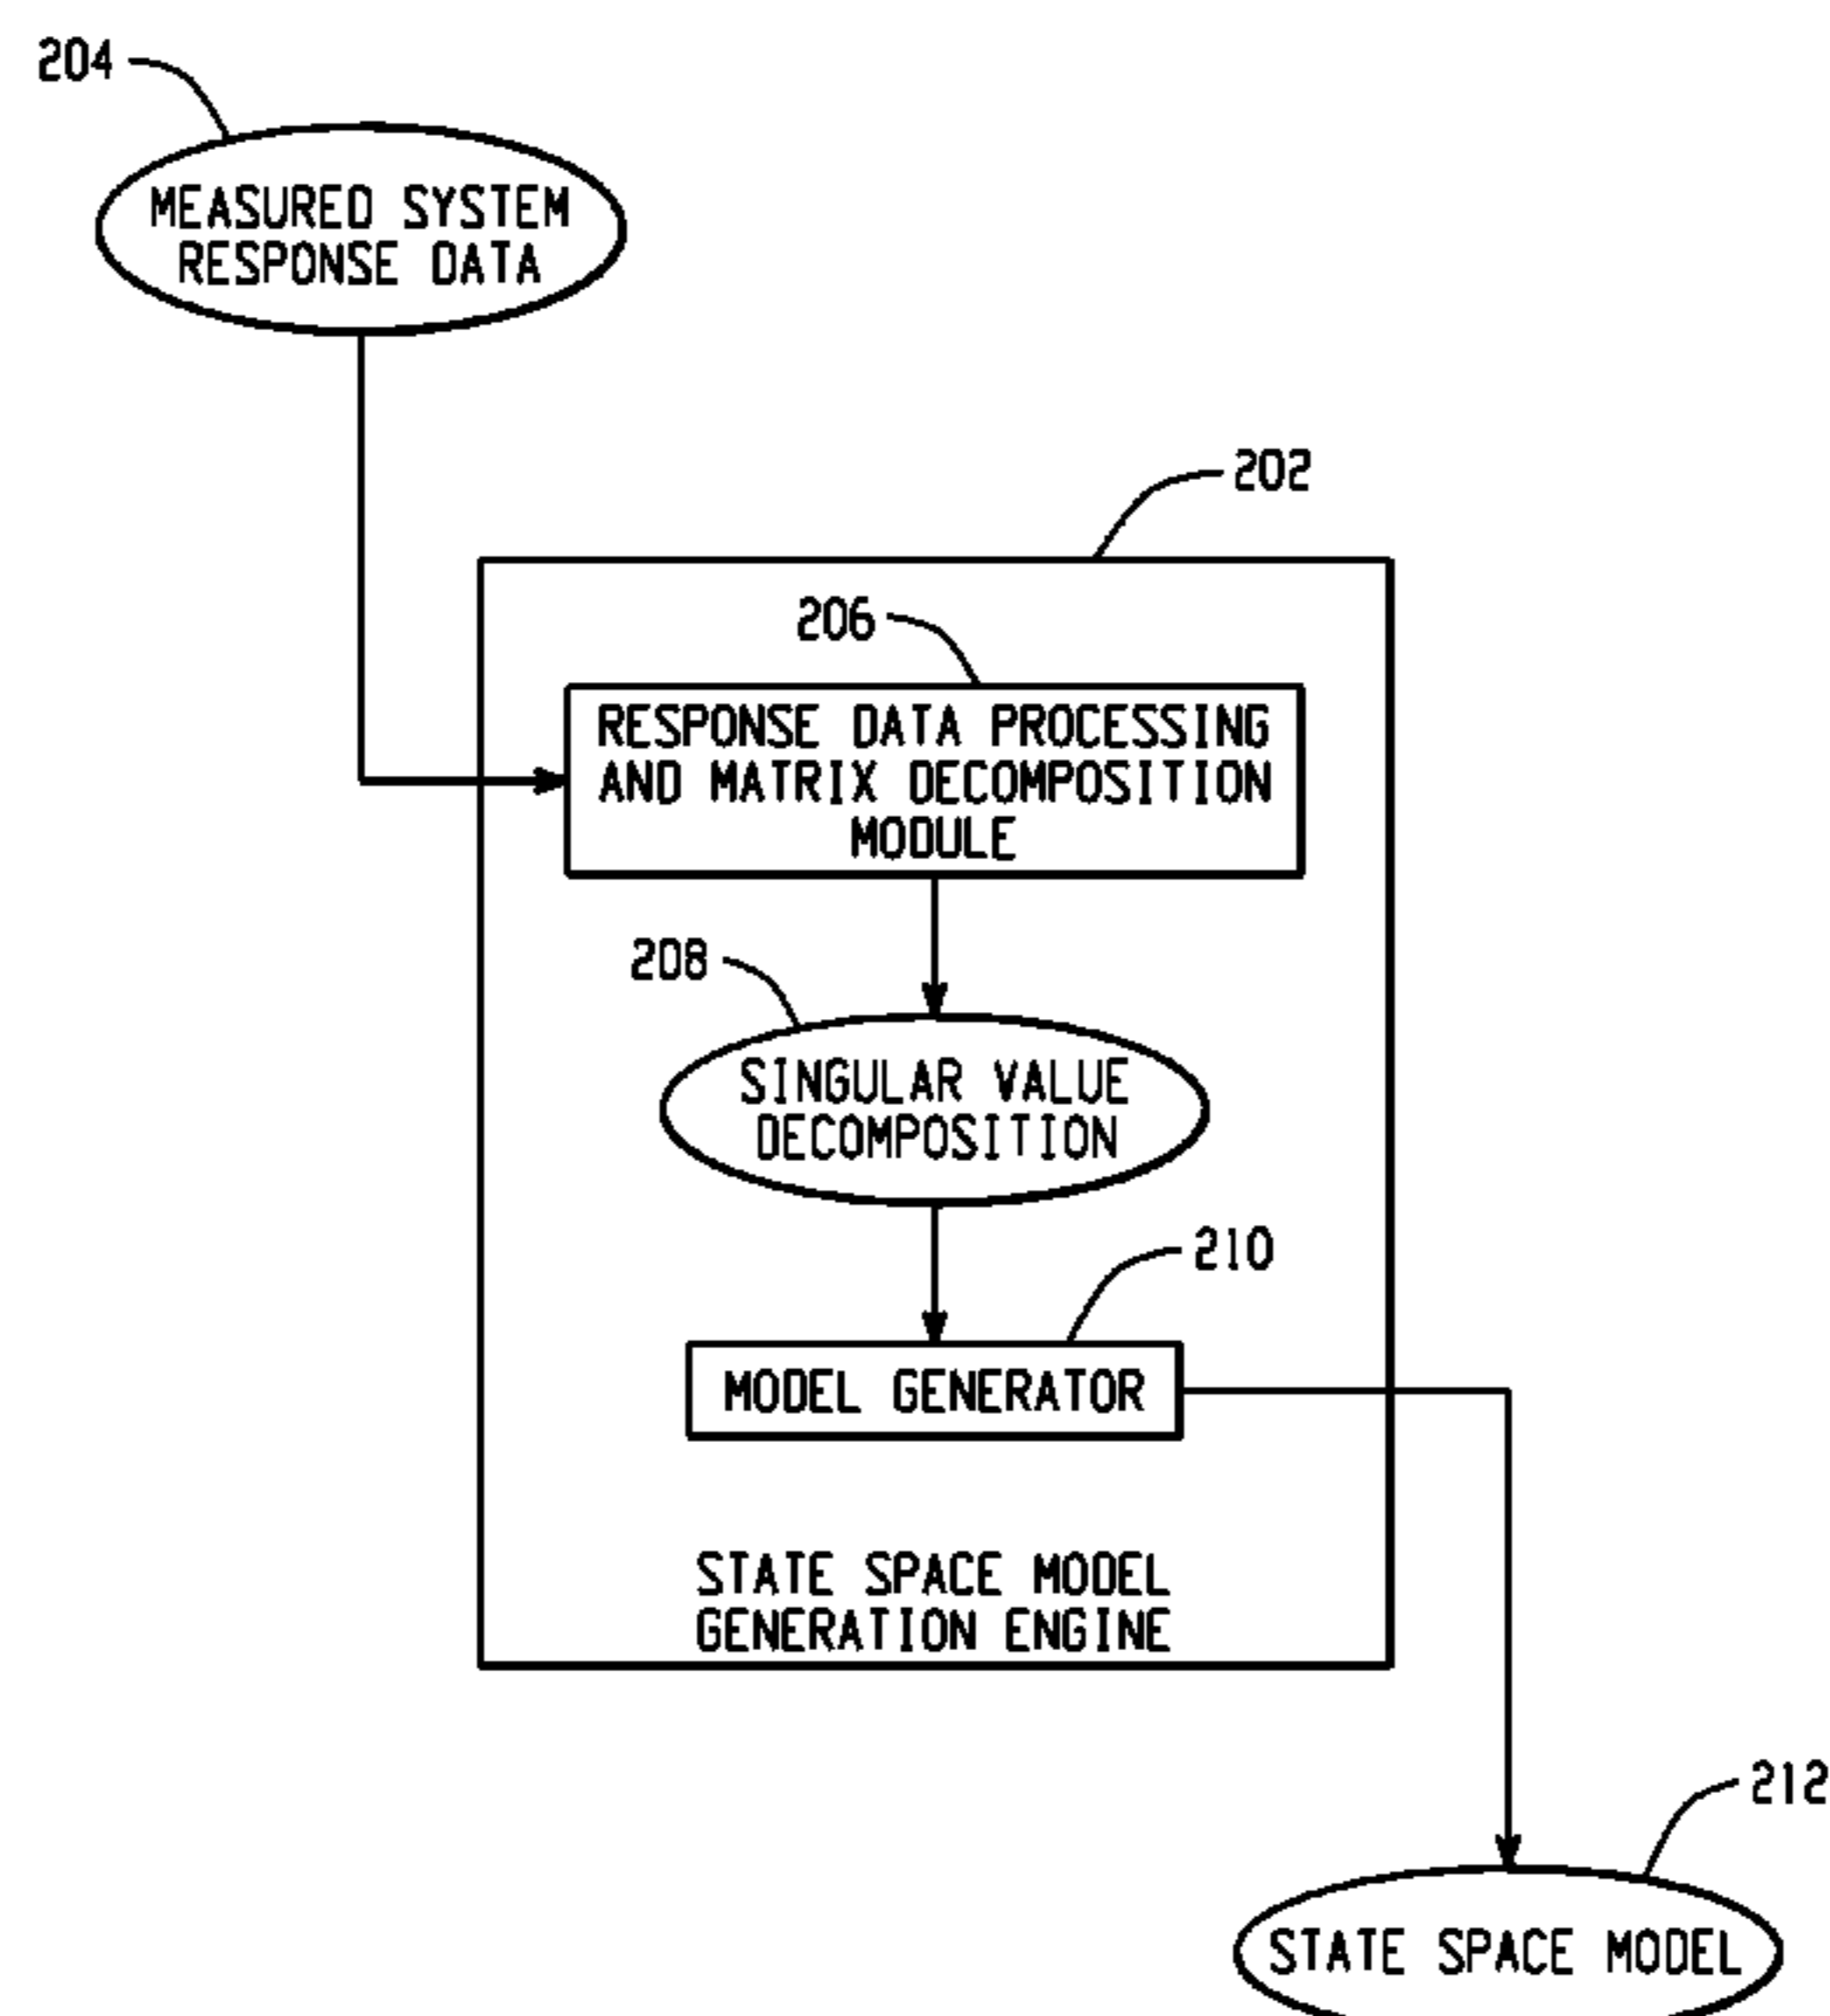 204
MEASURED SYSTEM
RESPONSE DATA
202
206
RESPONSE DATA PROCESSING
AND MATRIX DECOMPOSITION
MODULE
208
SINGULAR VALUE
DECOMPOSITION
210
MODEL GENERATOR
STATE SPACE MODEL
GENERATION ENGINE
212
STATE SPACE MODEL